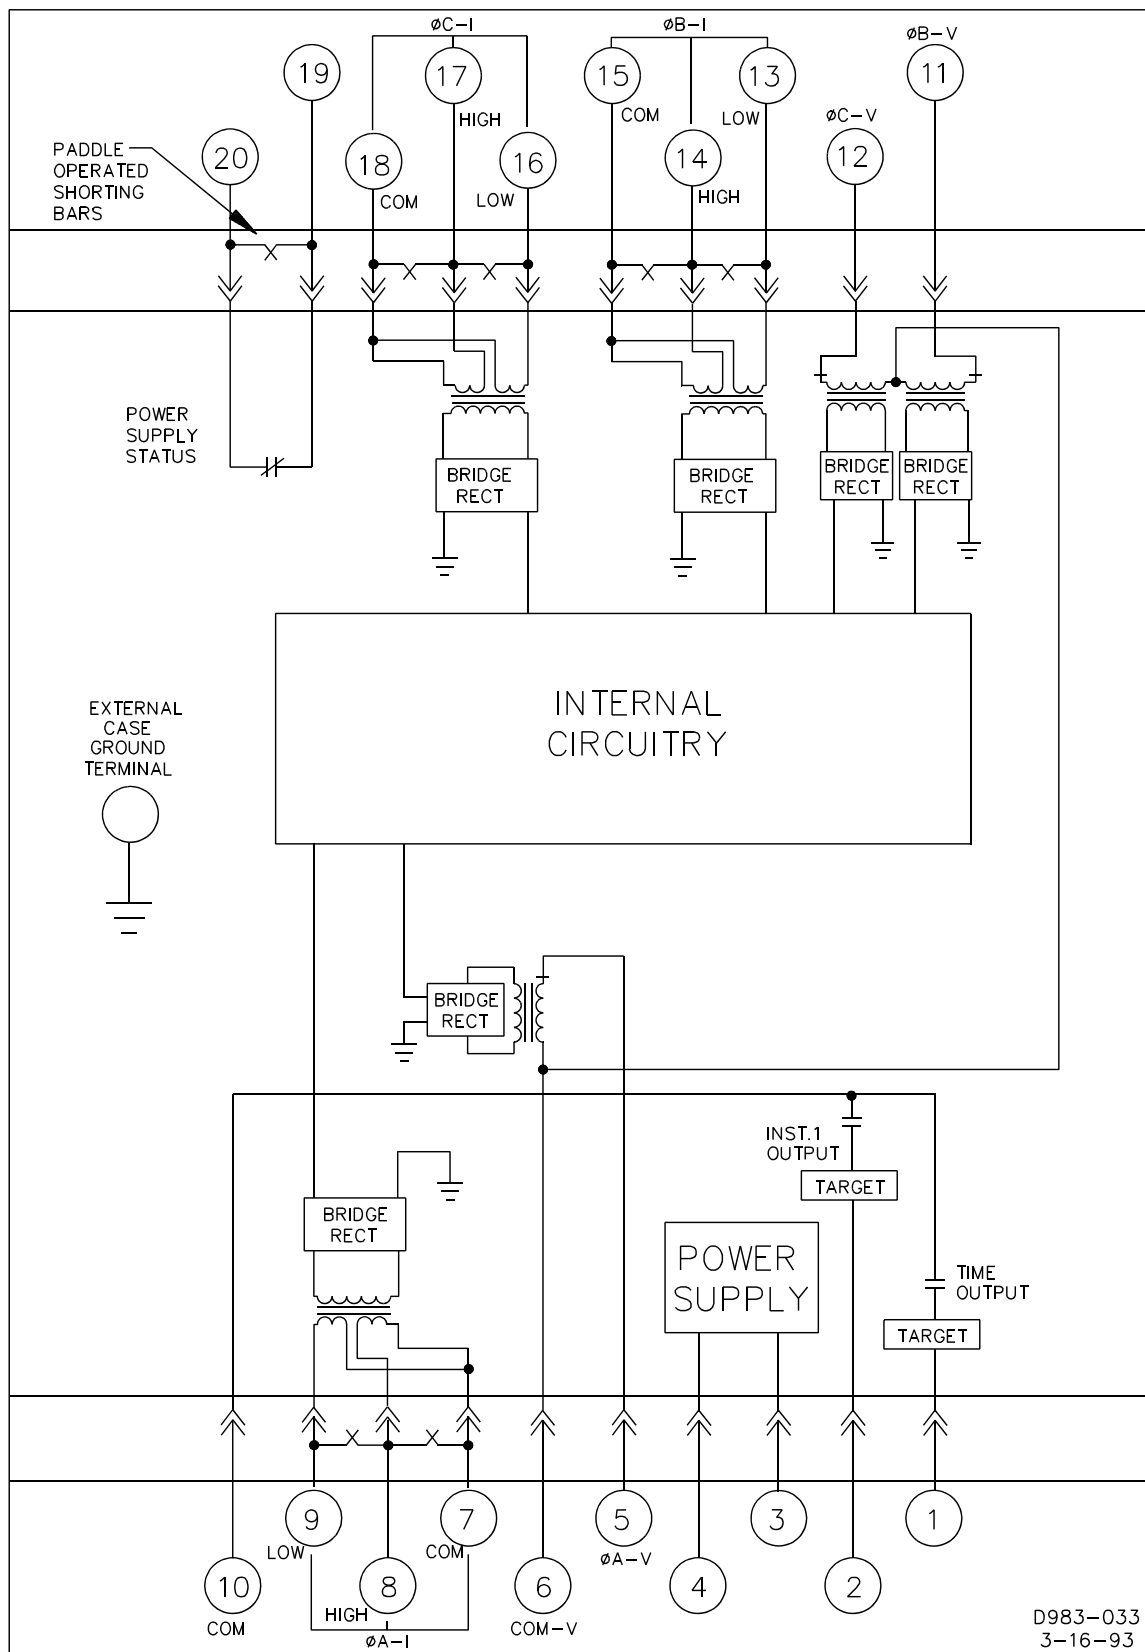 øC-I
øB-I
øB-V
19
17
15
13
11
HIGH
COM
LOW
øC-V
20
18
16
14
12
PADDLE
OPERATED
SHORTING
BARS
COM
LOW
HIGH
POWER
SUPPLY
STATUS
BRIDGE
RECT
BRIDGE
RECT
BRIDGE
RECT
BRIDGE
RECT
INTERNAL
CIRCUITRY
EXTERNAL
CASE
GROUND
TERMINAL
BRIDGE
RECT
INST.1
OUTPUT
TARGET
BRIDGE
RECT
POWER
SUPPLY
TIME
OUTPUT
TARGET
9
7
5
3
1
LOW
COM
øA-V
10
8
6
4
2
COM
HIGH
øA-I
COM-V
D983-033
3-16-93